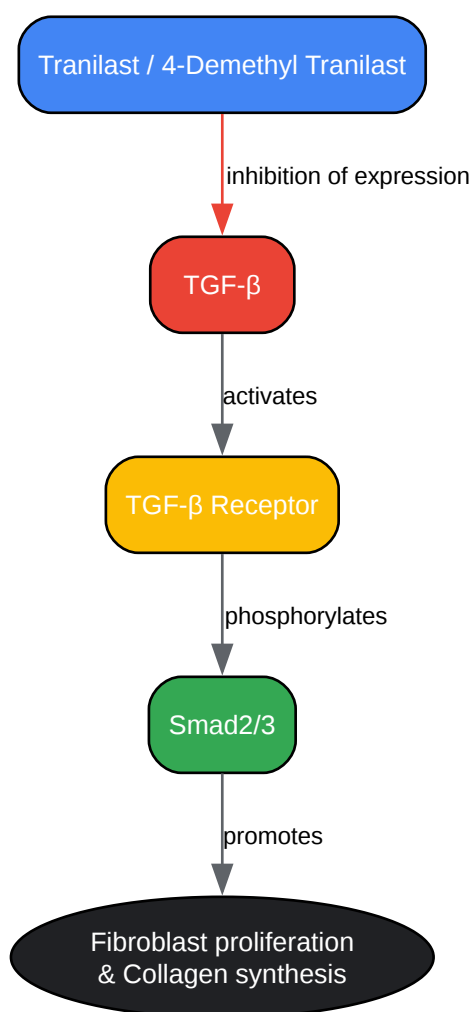 Tranilast / 4-Demethyl Tranilast
inhibition of expression
TGF-β
activates
TGF-β Receptor
phosphorylates
Smad2/3
promotes
Fibroblast proliferation
& Collagen synthesis